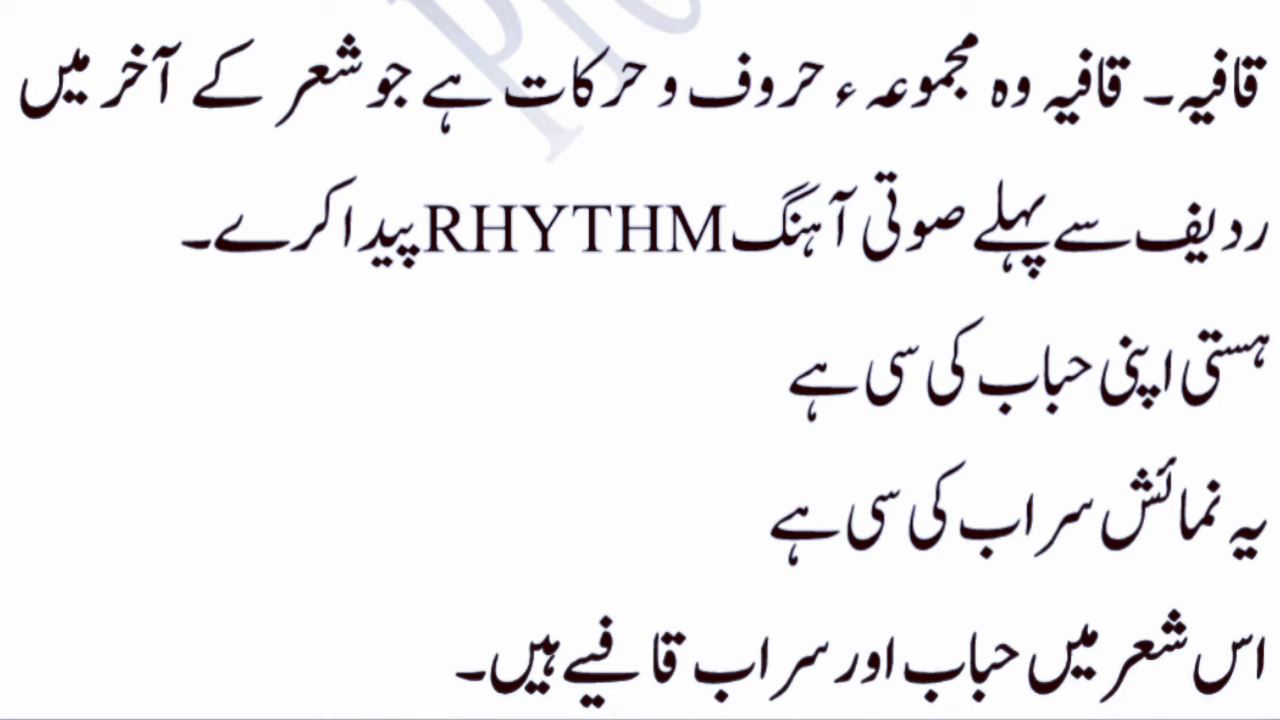 قافیہ۔ قافیہ وہ مجموعہ ء حروف و حرکات ہے جو شعر کے آخر میں
ردیف سے پہلے صوتی آہنگ RHYTHM پیدا کرے۔
ہستی اپنی حباب کی سی ہے
یہ نمائش سراب کی سی ہے
اس شعر میں حباب اور سراب قافیے ہیں۔